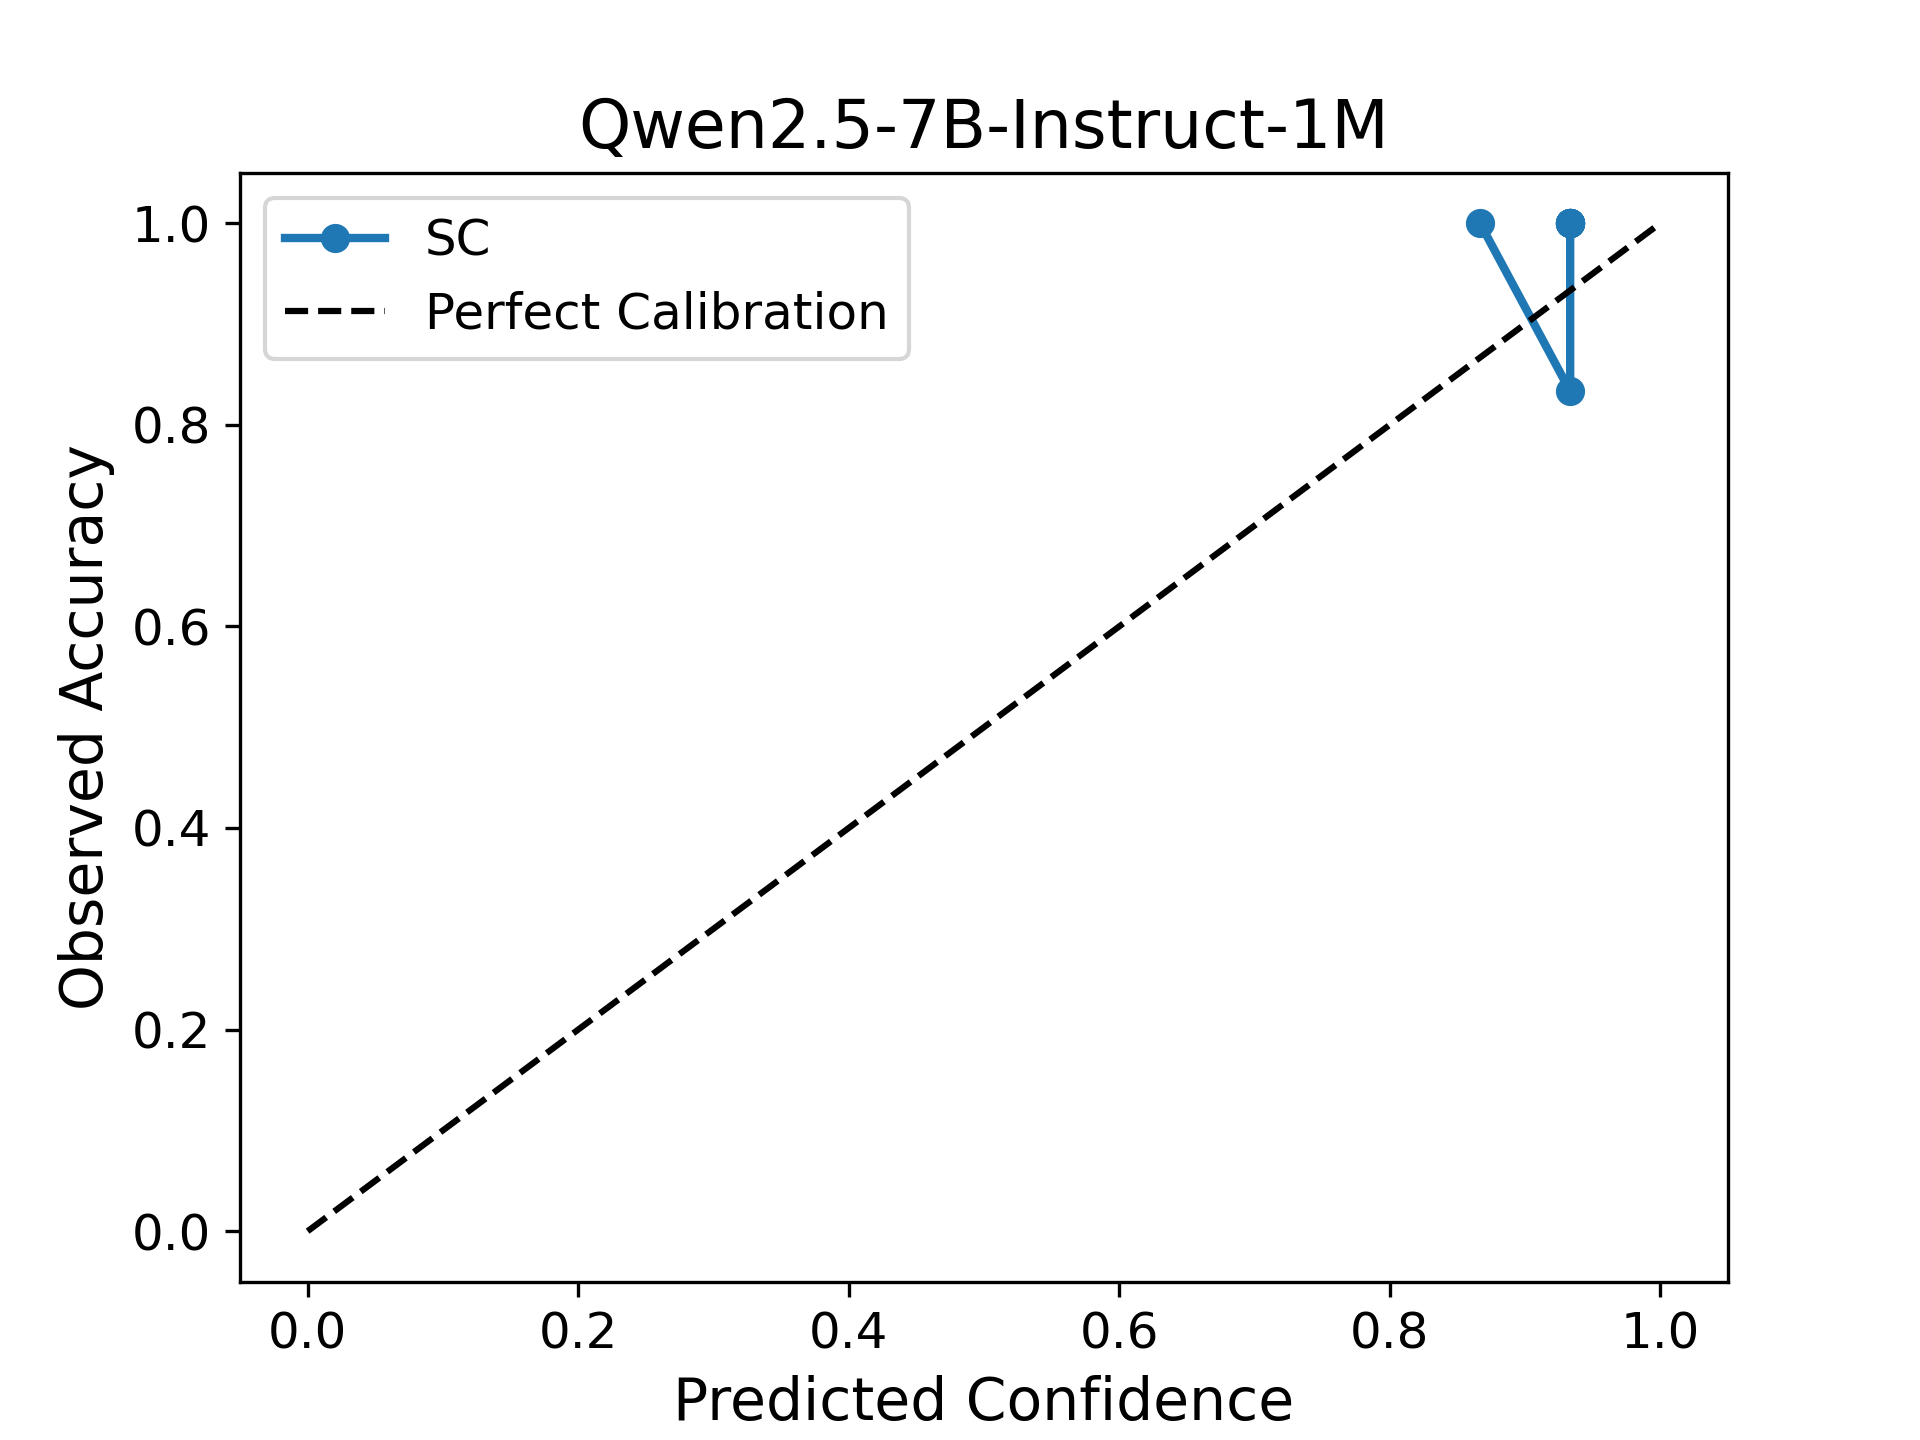 Qwen2.5-7B-Instruct-1M
SC
Perfect Calibration
1.0
0.8
0.6
0.4
0.2
0.0
Observed Accuracy
0.0 0.2 0.4 0.6 0.8 1.0
Predicted Confidence